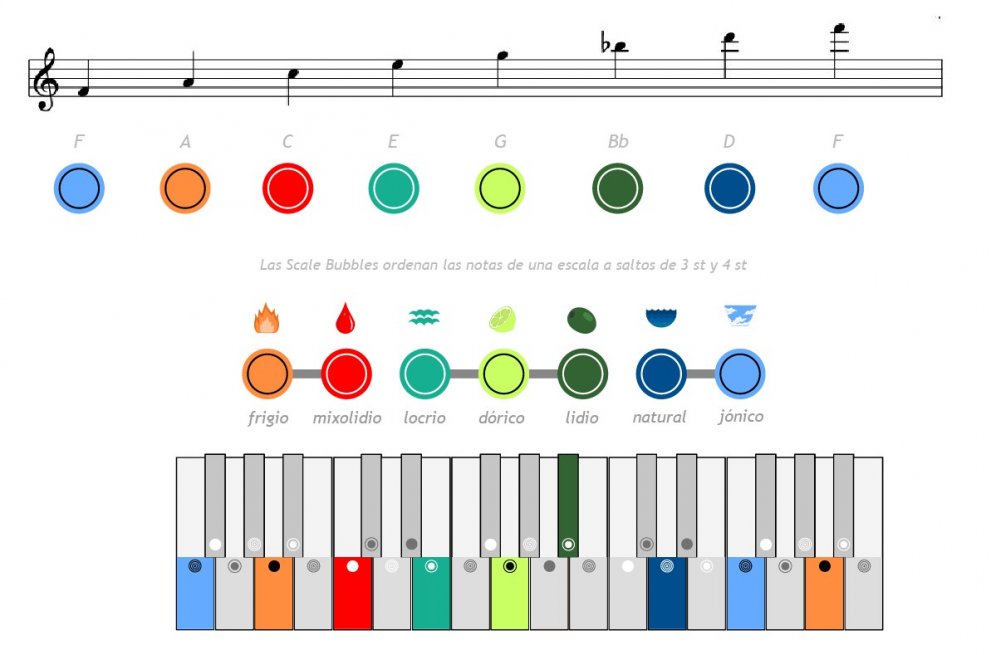 F A C E G Bb D F
Las Scale Bubbles ordenan las notas de una escala a saltos de 3 st y 4 st
frigio mixolidio locrio dórico lidio natural jónico